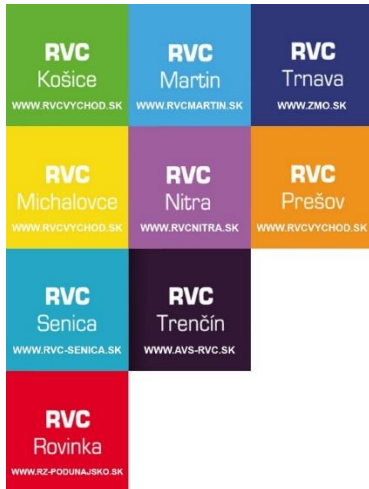 RVC
Košice
WWW.RVCVYCHOD.SK
RVC
Martin
WWW.RVCMARTIN.SK
RVC
Trnava
WWW.ZMO.SK
RVC
Michalovce
WWW.RVCVYCHOD.SK
RVC
Nitra
WWW.RVCNITRA.SK
RVC
Prešov
WWW.RVCVYCHOD.SK
RVC
Senica
WWW.RVC-SENICA.SK
RVC
Trenčín
WWW.AVS-RVC.SK
RVC
Rovinka
WWW.RZ-PODUNAJSKO.SK